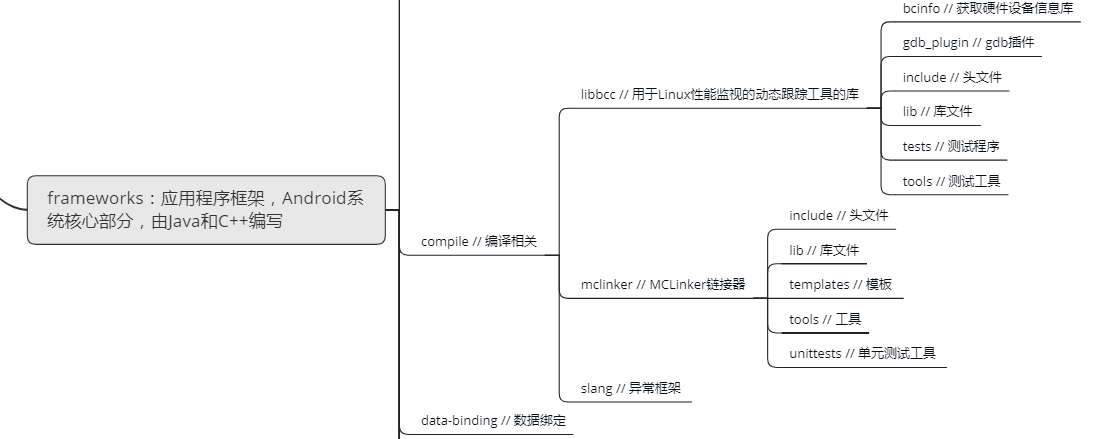 frameworks：应用程序框架，Android系
统核心部分，由Java和C++编写
compile // 编译相关
libbcc // 用于Linux性能监视的动态跟踪工具的库
bcinfo // 获取硬件设备信息库
gdb_plugin // gdb插件
include // 头文件
lib // 库文件
tests // 测试程序
tools // 测试工具
mclinker // MCLinker链接器
include // 头文件
lib // 库文件
templates // 模板
tools // 工具
unittests // 单元测试工具
slang // 异常框架
data-binding // 数据绑定